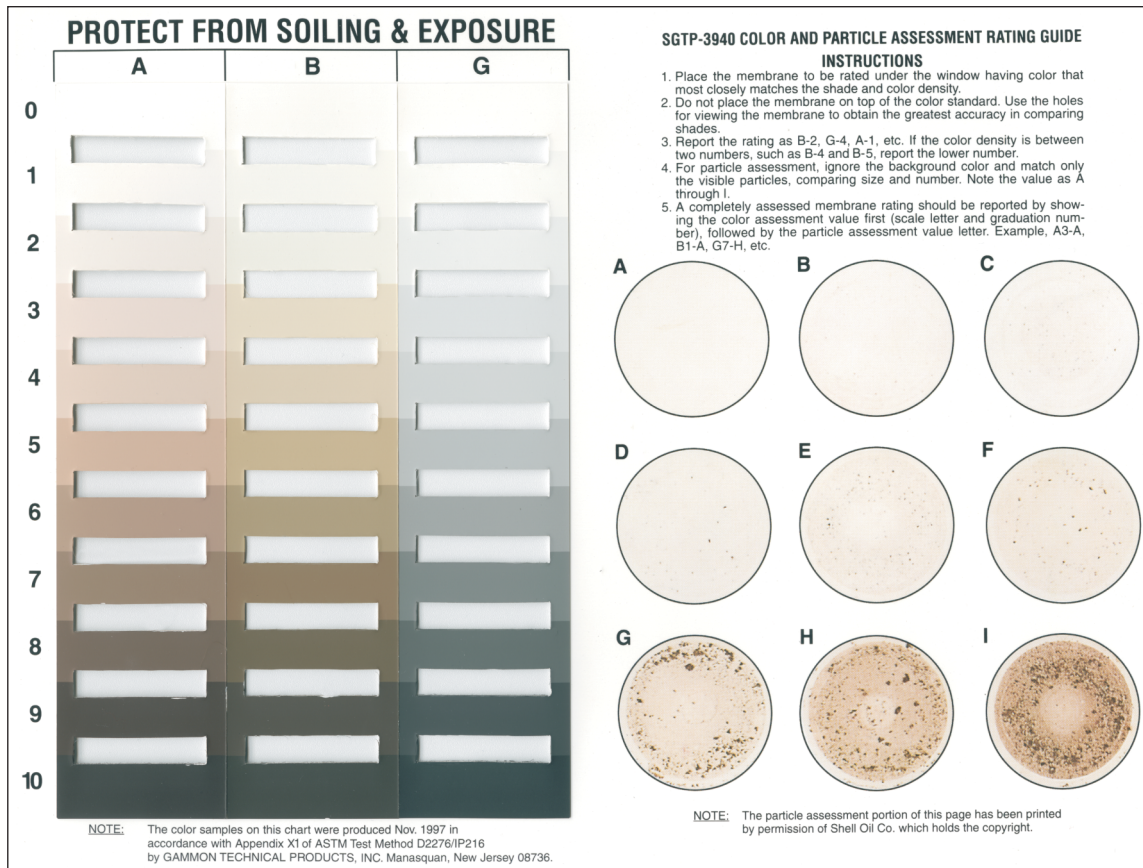 PROTECT FROM SOILING & EXPOSURE
A B G
0
1
2
3
4
5
6
7
8
9
10
NOTE: The color samples on this chart were produced Nov. 1997 in
accordance with Appendix X1 of ASTM Test Method D2276/IP216
by GAMMON TECHNICAL PRODUCTS, INC. Manasquan, New Jersey 08736.
SGTP-3940 COLOR AND PARTICLE ASSESSMENT RATING GUIDE
INSTRUCTIONS
1. Place the membrane to be rated under the window having color that
most closely matches the shade and color density.
2. Do not place the membrane on top of the color standard. Use the holes
for viewing the membrane to obtain the greatest accuracy in comparing
shades.
3. Report the rating as B-2, G-4, A-1, etc. If the color density is between
two numbers, such as B-4 and B-5, report the lower number.
4. For particle assessment, ignore the background color and match only
the visible particles, comparing size and number. Note the value as A
through I.
5. A completely assessed membrane rating should be reported by show-
ing the color assessment value first (scale letter and graduation num-
ber), followed by the particle assessment value letter. Example, A3-A,
B1-A, G7-H, etc.
A B C
D E F
G H I
NOTE: The particle assessment portion of this page has been printed
by permission of Shell Oil Co. which holds the copyright.